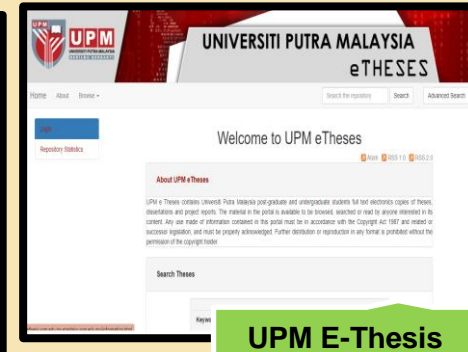 UPM
UPM
UNIVERSITI PUTRA MALAYSIA
eTHESES
Home About Browse
Search the repository Search Advanced Search
Login
Repository Statistics
Welcome to UPM eTheses
Atom RSS 1.0 RSS 2.0
About UPM eTheses
UPM e Theses contains Universiti Putra Malaysia post-graduate and undergraduate students full text electronics copies of theses,
dissertations and project reports. The material in the portal is available to be browsed, searched or read by anyone interested in its
content. Any use made of information contained in this portal must be in accordance with the Copyright Act 1987 and related or
successor legislation, and must be properly acknowledged. Further distribution or reproduction in any format is prohibited without the
permission of the copyright holder.
Search Theses
UPM E-Thesis